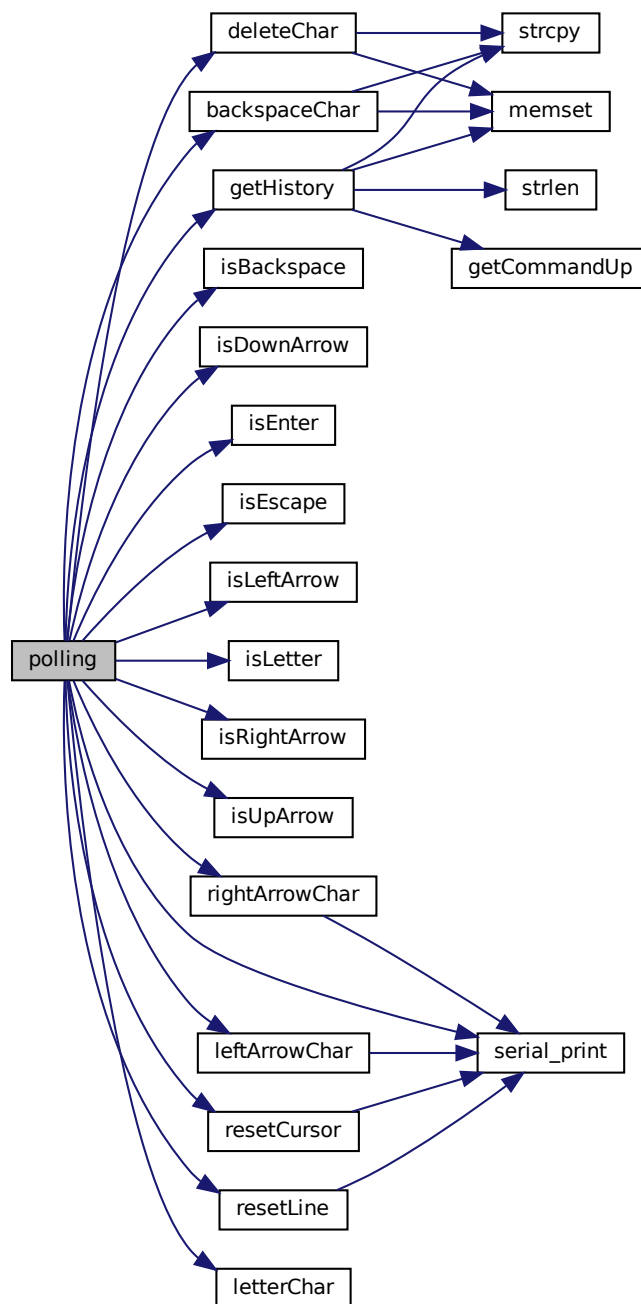 deleteChar
strcpy
backspaceChar
memset
getHistory
strlen
isBackspace
getCommandUp
isDownArrow
isEnter
isEscape
isLeftArrow
polling
isLetter
isRightArrow
isUpArrow
rightArrowChar
leftArrowChar
serial_print
resetCursor
resetLine
letterChar